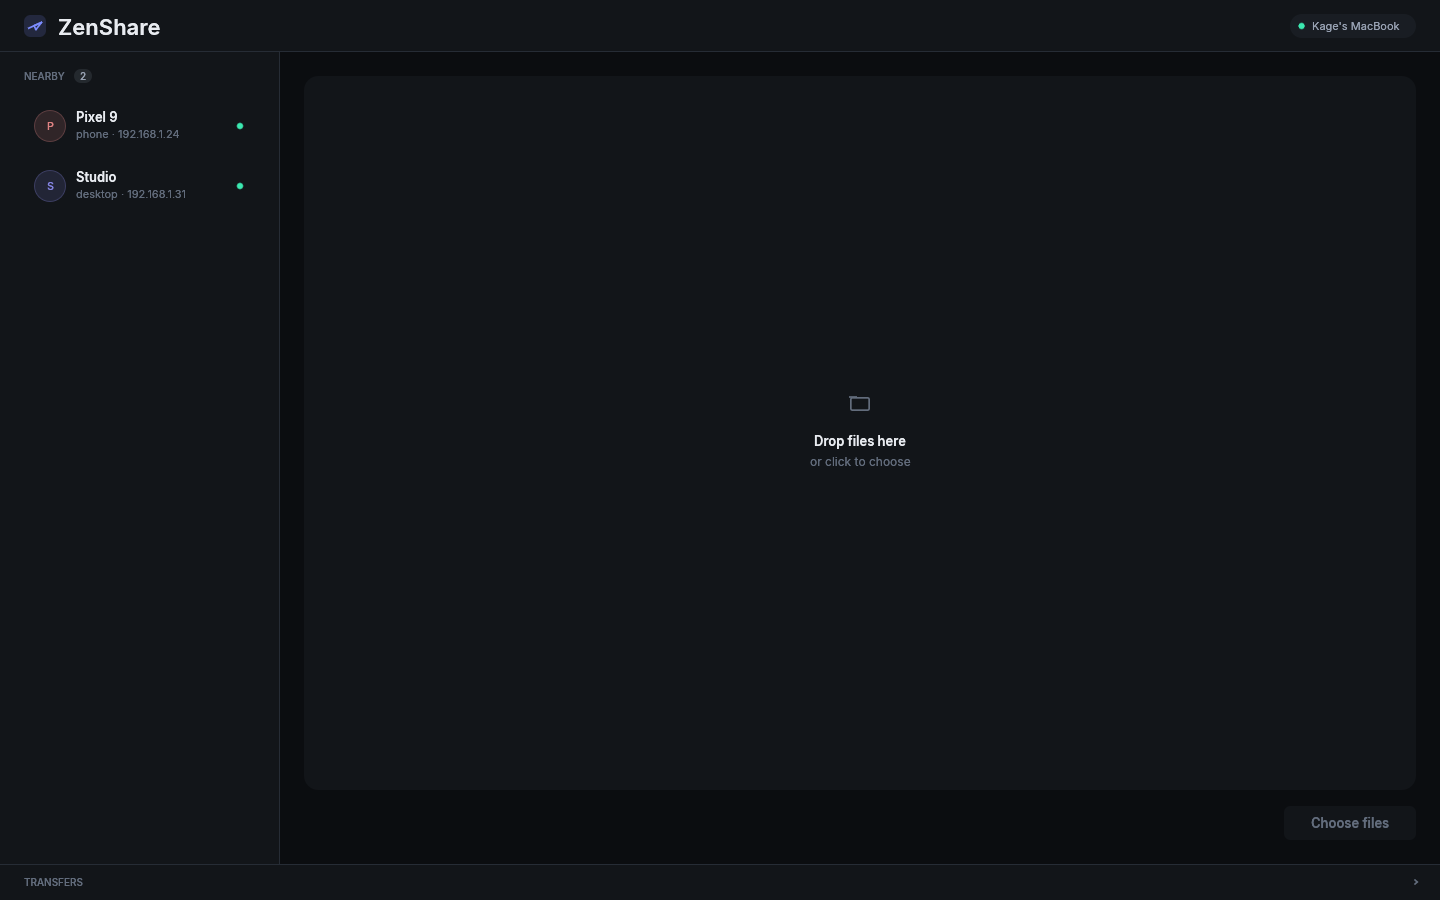 ZenShare
Kage's MacBook
NEARBY 2
P
Pixel 9
phone · 192.168.1.24
S
Studio
desktop · 192.168.1.31
Drop files here
or click to choose
Choose files
TRANSFERS